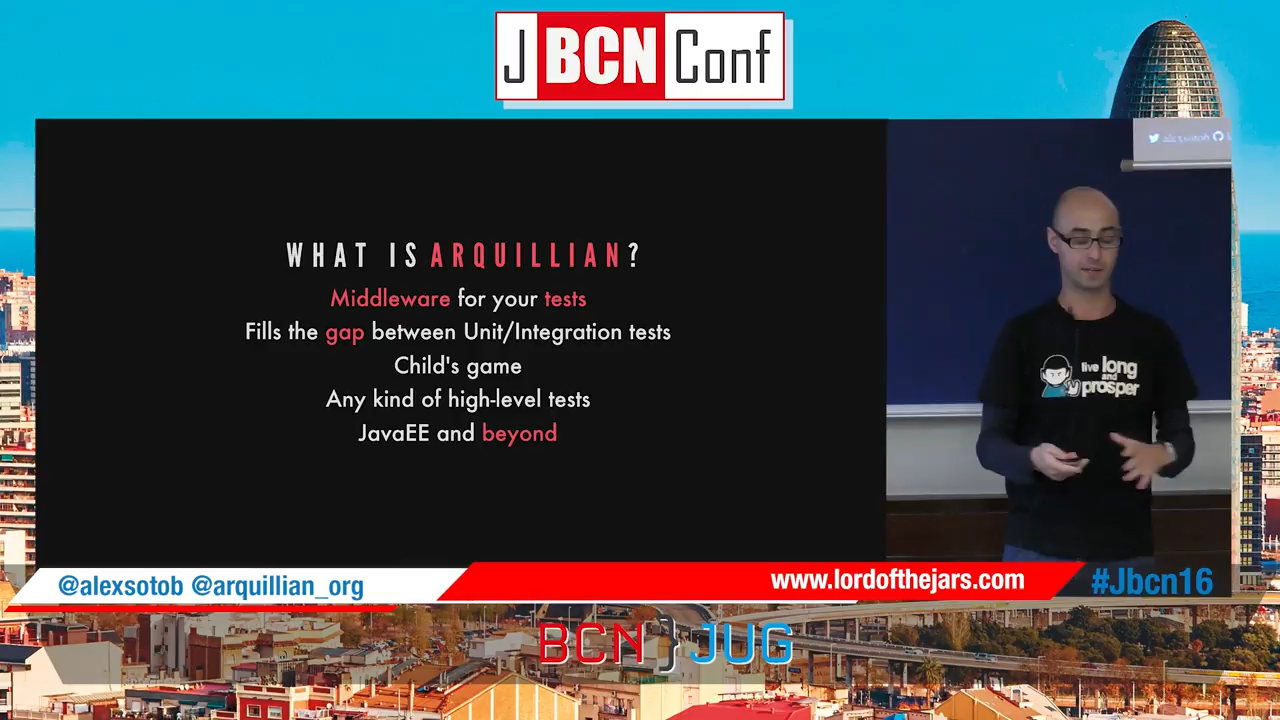 J BCN Conf
WHAT IS ARQUILLIAN?
Middleware for your tests
Fills the gap between Unit/Integration tests
Child's game
Any kind of high-level tests
JavaEE and beyond
live long
and
prosper
@alexsotob @arquillian_org
www.lordofthejars.com
#Jbcn16
BCN}JUG